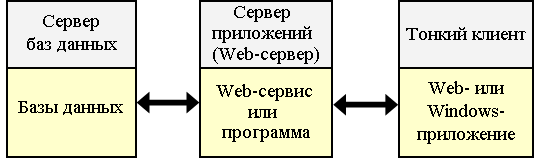 Сервер
баз данных
Базы данных
Сервер
приложений
(Web-сервер)
Web-сервис
или
программа
Тонкий клиент
Web- или
Windows-
приложение